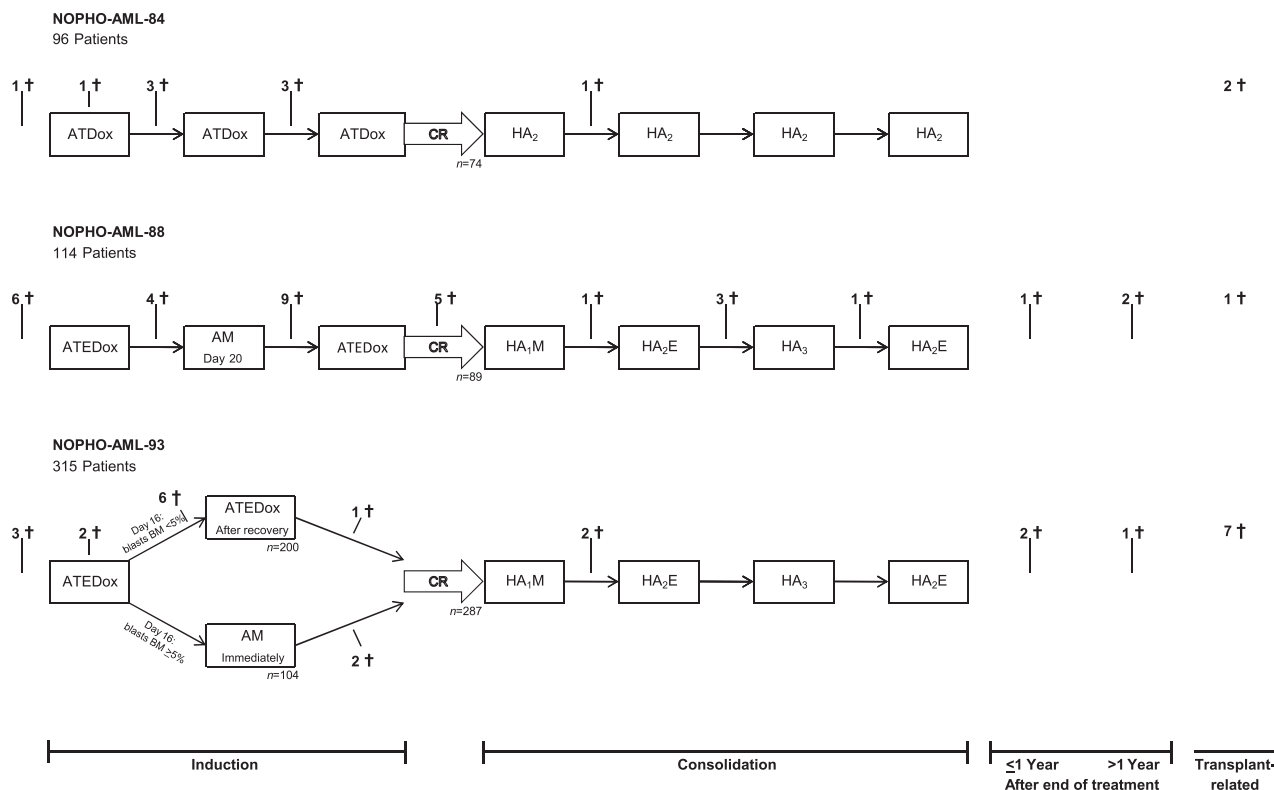 NOPHO-AML-84
96 Patients
1 † 1 † 3 † 3 † 1 † 2 †
ATDox ATDox ATDox CR HA₂ HA₂ HA₂ HA₂
n=74
NOPHO-AML-88
114 Patients
6 † 4 † 9 † 5 † 1 † 3 † 1 † 1 † 2 † 1 †
ATEDox AM ATEDox CR HA₁M HA₂E HA₃ HA₂E
Day 20
n=89
NOPHO-AML-93
315 Patients
6 †
ATEDox
After recovery
n=200
1 †
Day 16:
blasts BM <5%
3 † 2 † 2 † 2 † 1 † 7 †
ATEDox CR HA₁M HA₂E HA₃ HA₂E
n=287
Day 16:
blasts BM ≥5%
AM
Immediately
n=104
2 †
Induction Consolidation ≤1 Year >1 Year Transplant-
After end of treatment related